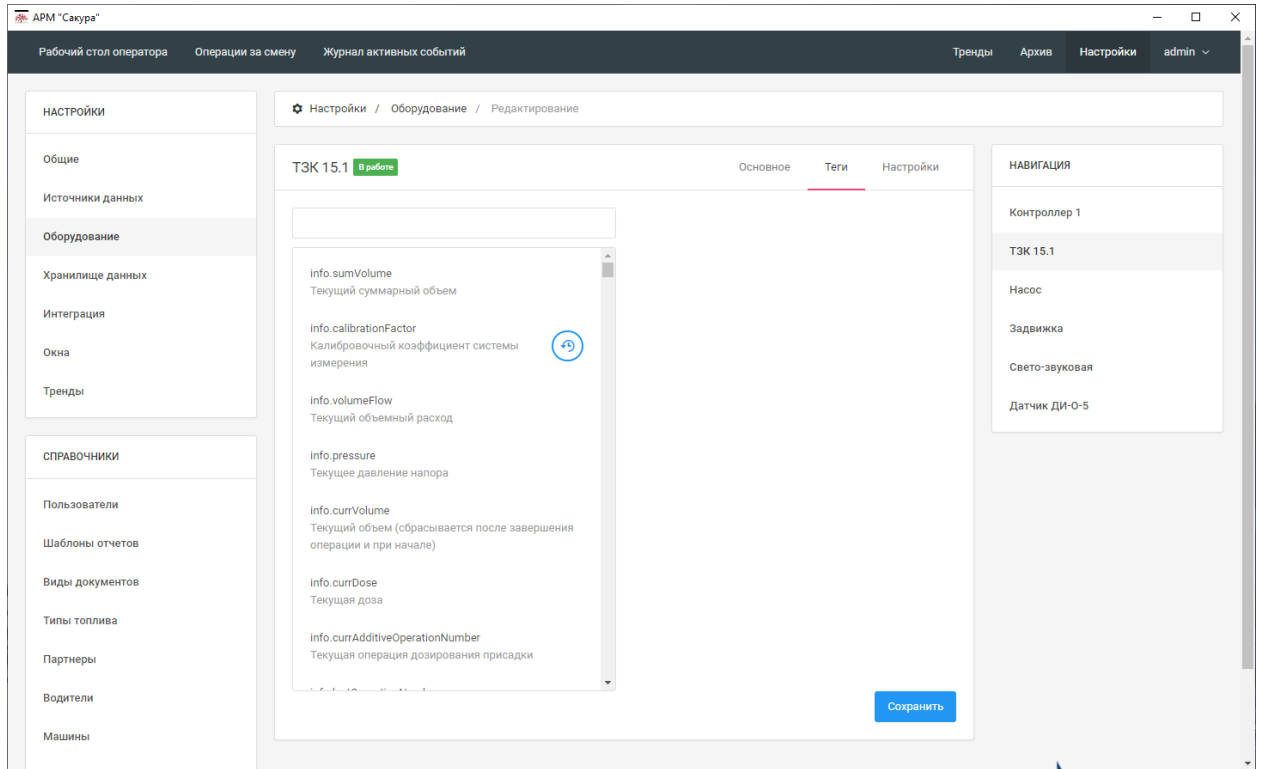 АРМ "Сакура"
Рабочий стол оператора Операции за смену Журнал активных событий Тренды Архив Настройки admin
НАСТРОЙКИ
Общие
Источники данных
Оборудование
Хранилище данных
Интеграция
Окна
Тренды
СПРАВОЧНИКИ
Пользователи
Шаблоны отчетов
Виды документов
Типы топлива
Партнеры
Водители
Машины
Настройки / Оборудование / Редактирование
ТЗК 15.1 В работе Основное Теги Настройки
info.sumVolume
Текущий суммарный объем
info.calibrationFactor
Калибровочный коэффициент системы
измерения
info.volumeFlow
Текущий объемный расход
info.pressure
Текущее давление напора
info.currVolume
Текущий объем (сбрасывается после завершения
операции и при начале)
info.currDose
Текущая доза
info.currAdditiveOperationNumber
Текущая операция дозирования присадки
Сохранить
НАВИГАЦИЯ
Контроллер 1
ТЗК 15.1
Насос
Задвижка
Свето-звуковая
Датчик ДИ-О-5